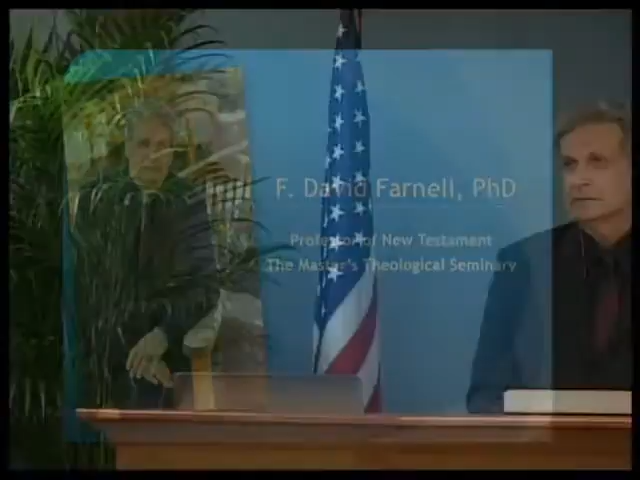 F. David Farnell, PhD
Professor of New Testament
The Master's Theological Seminary